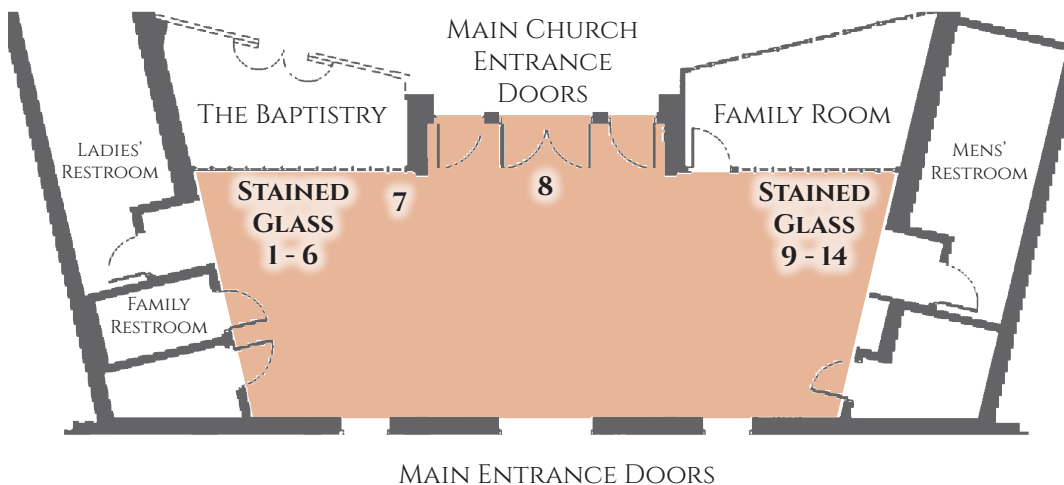 MAIN CHURCH
ENTRANCE
DOORS
THE BAPTISTRY
FAMILY ROOM
LADIES'
RESTROOM
MENS'
RESTROOM
STAINED
GLASS
1 - 6
7
8
STAINED
GLASS
9 - 14
FAMILY
RESTROOM
MAIN ENTRANCE DOORS